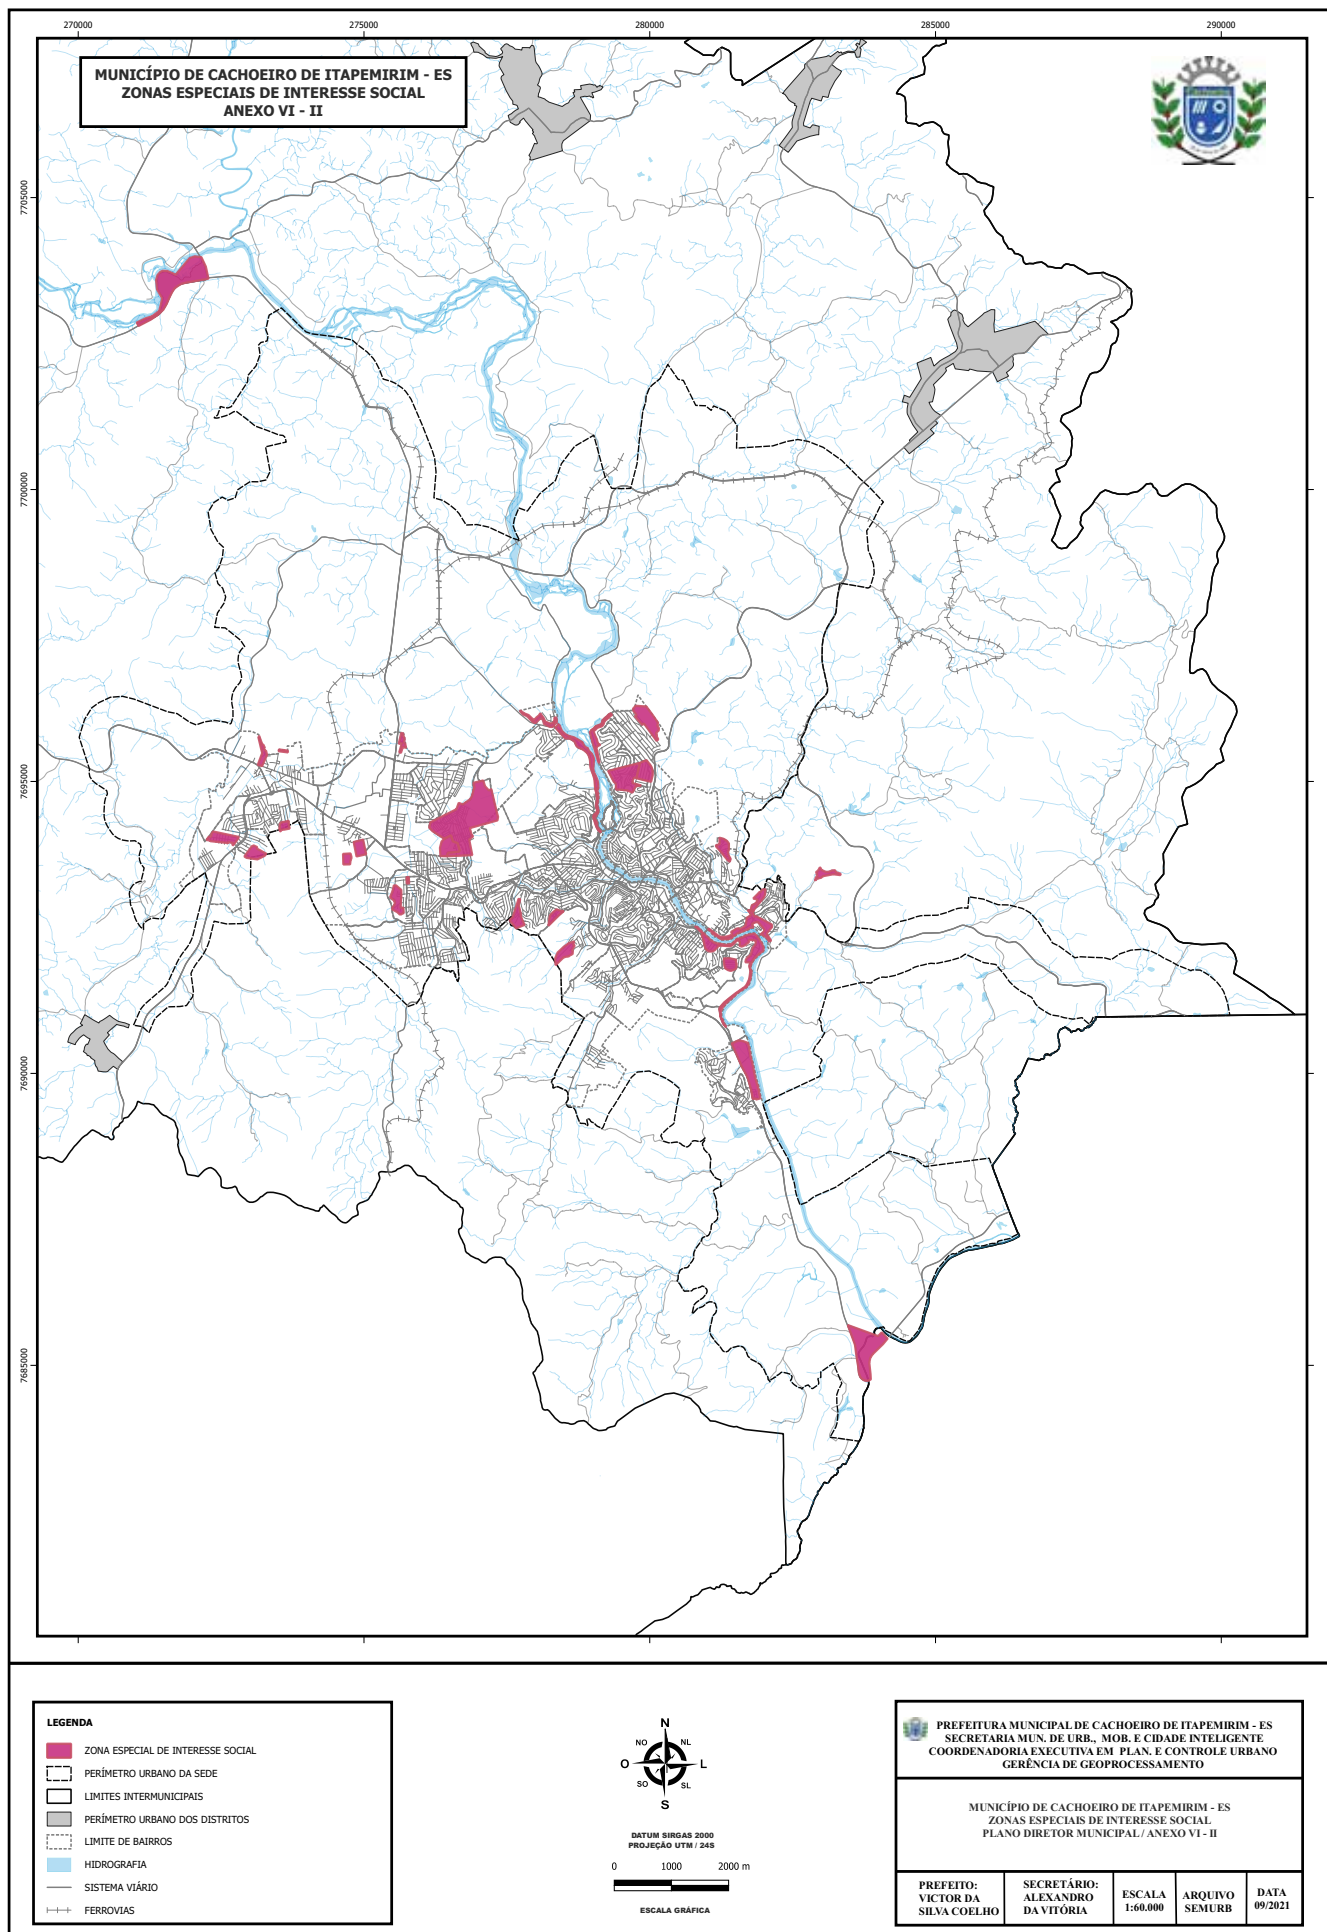 270000
275000
280000
285000
290000
MUNICÍPIO DE CACHOEIRO DE ITAPEMIRIM - ES
ZONAS ESPECIAIS DE INTERESSE SOCIAL
ANEXO VI - II
7705000
7700000
7695000
7690000
7685000
LEGENDA
ZONA ESPECIAL DE INTERESSE SOCIAL
PERÍMETRO URBANO DA SEDE
LIMITES INTERMUNICIPAIS
PERÍMETRO URBANO DOS DISTRITOS
LIMITE DE BAIRROS
HIDROGRAFIA
SISTEMA VIÁRIO
FERROVIAS
N
NO NL
O L
SO SL
S
DATUM SIRGAS 2000
PROJEÇÃO UTM / 24S
0 1000 2000 m
ESCALA GRÁFICA
PREFEITURA MUNICIPAL DE CACHOEIRO DE ITAPEMIRIM - ES
SECRETARIA MUN. DE URB., MOB. E CIDADE INTELIGENTE
COORDENADORIA EXECUTIVA EM PLAN. E CONTROLE URBANO
GERÊNCIA DE GEOPROCESSAMENTO
MUNICÍPIO DE CACHOEIRO DE ITAPEMIRIM - ES
ZONAS ESPECIAIS DE INTERESSE SOCIAL
PLANO DIRETOR MUNICIPAL / ANEXO VI - II
PREFEITO:
VICTOR DA
SILVA COELHO
SECRETÁRIO:
ALEXANDRO
DA VITÓRIA
ESCALA
1:60.000
ARQUIVO
SEMURB
DATA
09/2021